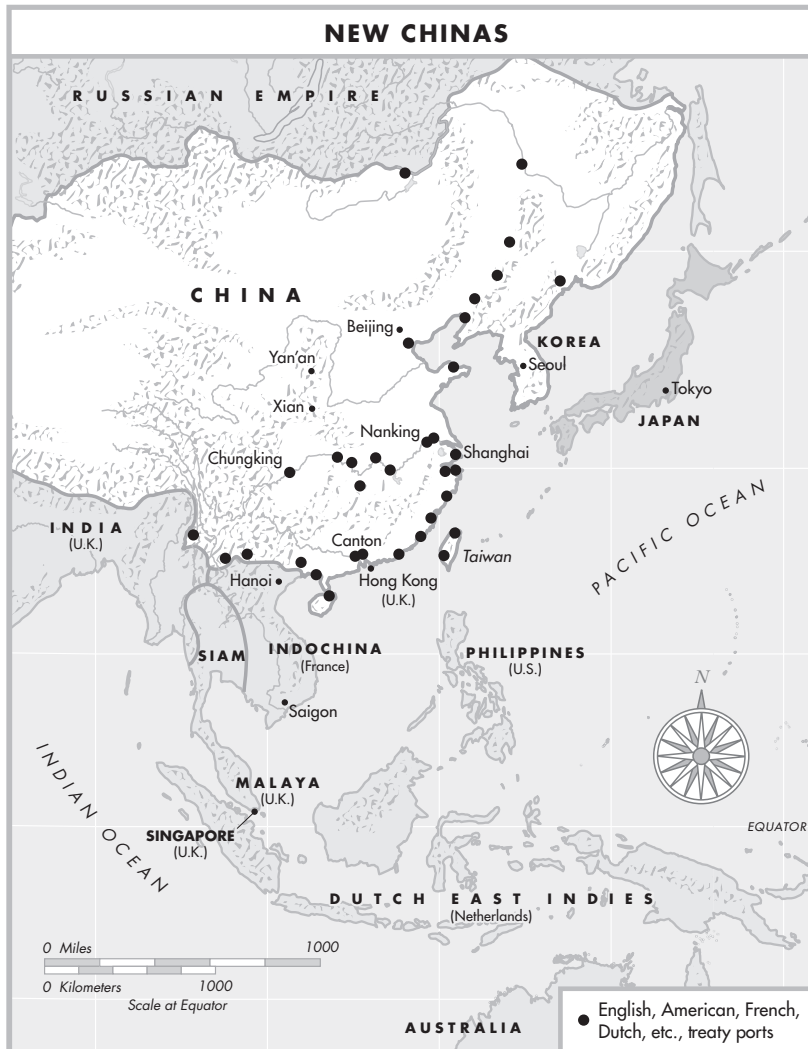 NEW CHINAS
RUSSIAN EMPIRE
CHINA
Beijing
KOREA
Yan'an
Seoul
Tokyo
Xian
JAPAN
Nanking
Shanghai
Chungking
INDIA
(U.K.)
PACIFIC OCEAN
Canton
Taiwan
Hanoi
Hong Kong
(U.K.)
SIAM
INDOCHINA
(France)
PHILIPPINES
(U.S.)
N
Saigon
INDIAN OCEAN
MALAYA
(U.K.)
SINGAPORE
(U.K.)
EQUATOR
DUTCH EAST INDIES
(Netherlands)
0 Miles 1000
0 Kilometers 1000
Scale at Equator
AUSTRALIA
English, American, French,
Dutch, etc., treaty ports